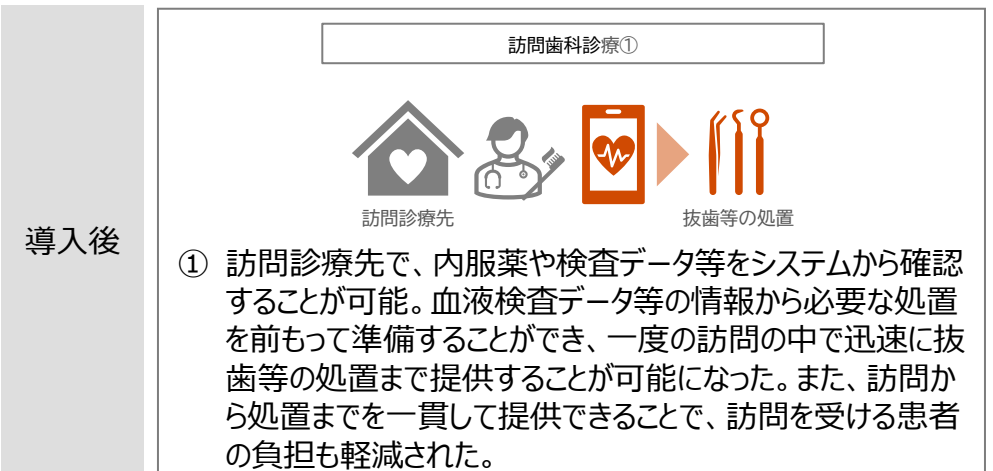 訪問歯科診療①
訪問診療先
抜歯等の処置
導入後
① 訪問診療先で、内服薬や検査データ等をシステムから確認
することが可能。血液検査データ等の情報から必要な処置
を前もって準備することができ、一度の訪問の中で迅速に抜
歯等の処置まで提供することが可能になった。また、訪問か
ら処置までを一貫して提供できることで、訪問を受ける患者
の負担も軽減された。